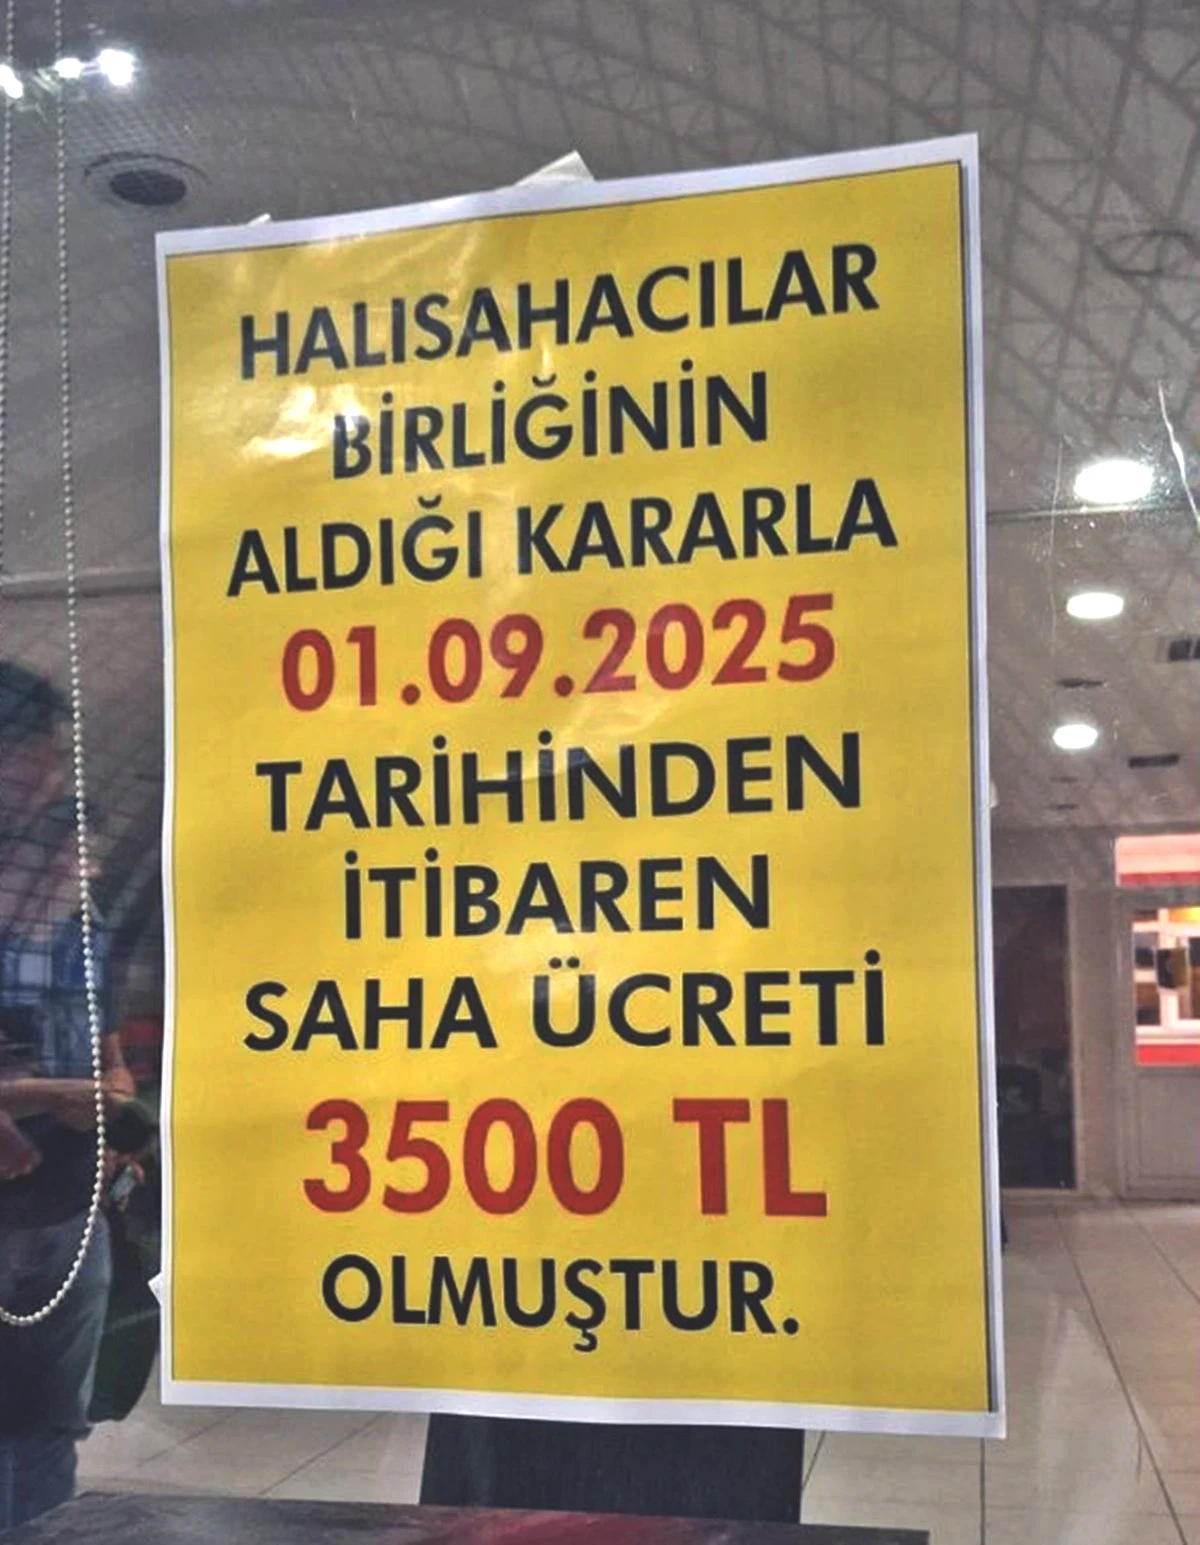 HALISAHACILAR
BİRLİĞİNİN
ALDIĞI KARARLA
01.09.2025
TARİHİNDEN
İTİBAREN
SAHA ÜCRETİ
3500 TL
OLMUŞTUR.